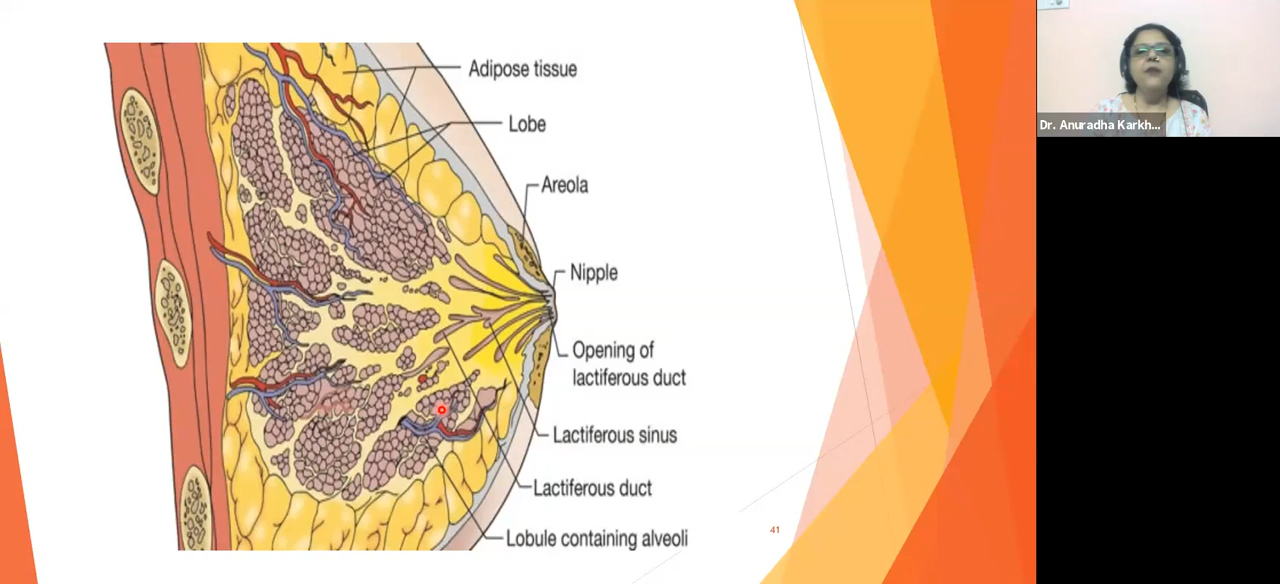 Adipose tissue
Lobe
Areola
Nipple
Opening of
lactiferous duct
Lactiferous sinus
Lactiferous duct
Lobule containing alveoli
41
Dr. Anuradha Karkh...